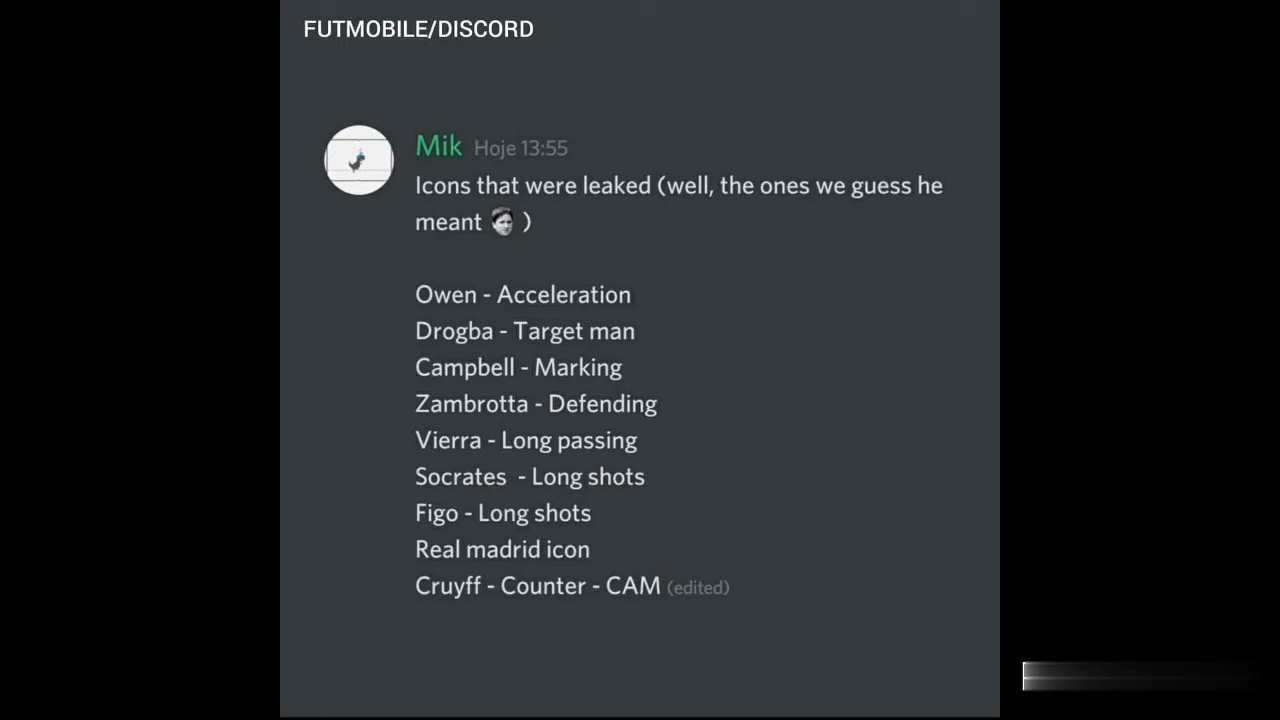 FUTMOBILE/DISCORD
Mik Hoje 13:55
Icons that were leaked (well, the ones we guess he
meant )
Owen - Acceleration
Drogba - Target man
Campbell - Marking
Zambrotta - Defending
Vierra - Long passing
Socrates - Long shots
Figo - Long shots
Real madrid icon
Cruyff - Counter - CAM (edited)